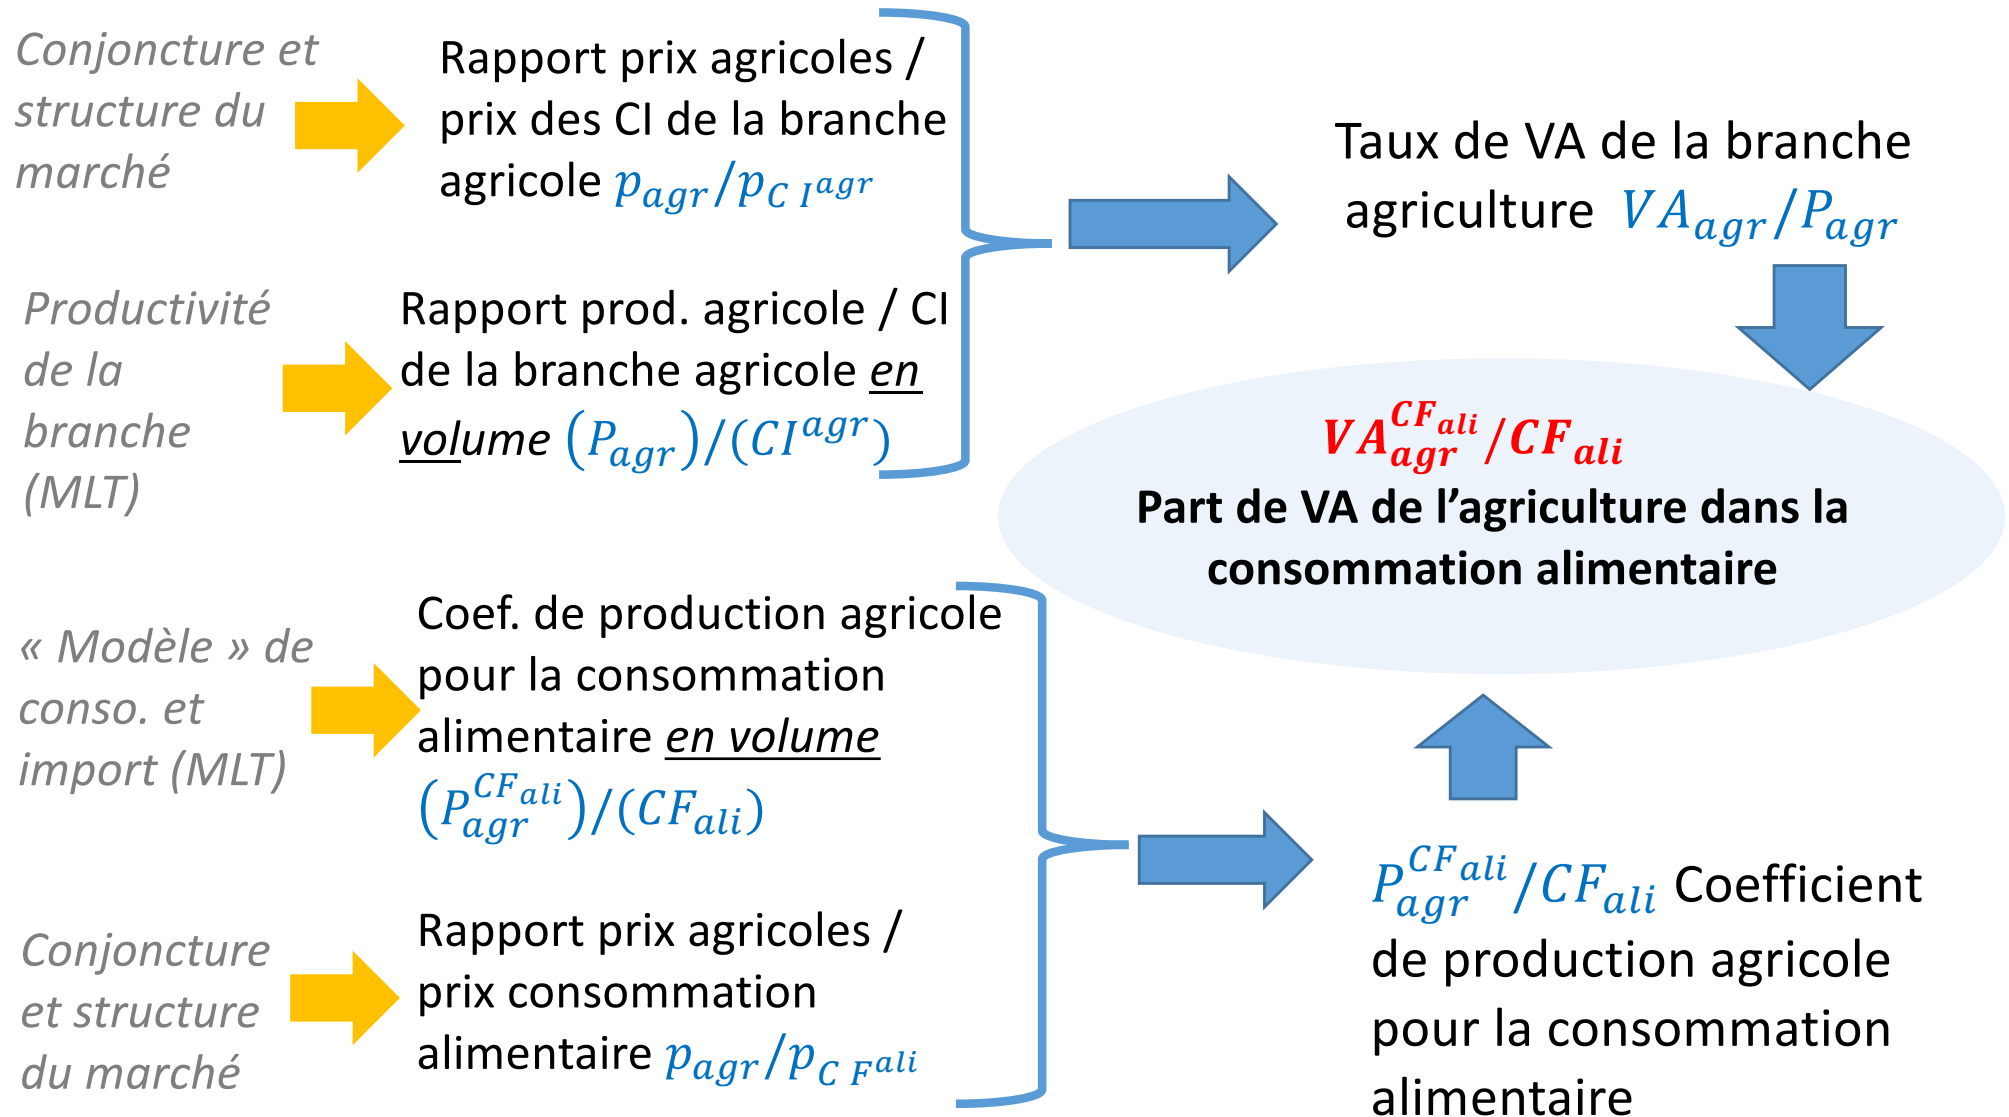 Conjoncture et
structure du
marché
Rapport prix agricoles /
prix des CI de la branche
agricole p_agr/p_{C I^agr}
Taux de VA de la branche
agriculture VA_agr/P_agr
Productivité
de la
branche
(MLT)
Rapport prod. agricole / CI
de la branche agricole en
volume (P_agr)/(CI^agr)
VA_agr^{CF_ali}/CF_ali
Part de VA de l’agriculture dans la
consommation alimentaire
« Modèle » de
conso. et
import (MLT)
Coef. de production agricole
pour la consommation
alimentaire en volume
(P_agr^{CF_ali})/(CF_ali)
Conjoncture
et structure
du marché
Rapport prix agricoles /
prix consommation
alimentaire p_agr/p_{C F^ali}
P_agr^{CF_ali}/CF_ali Coefficient
de production agricole
pour la consommation
alimentaire